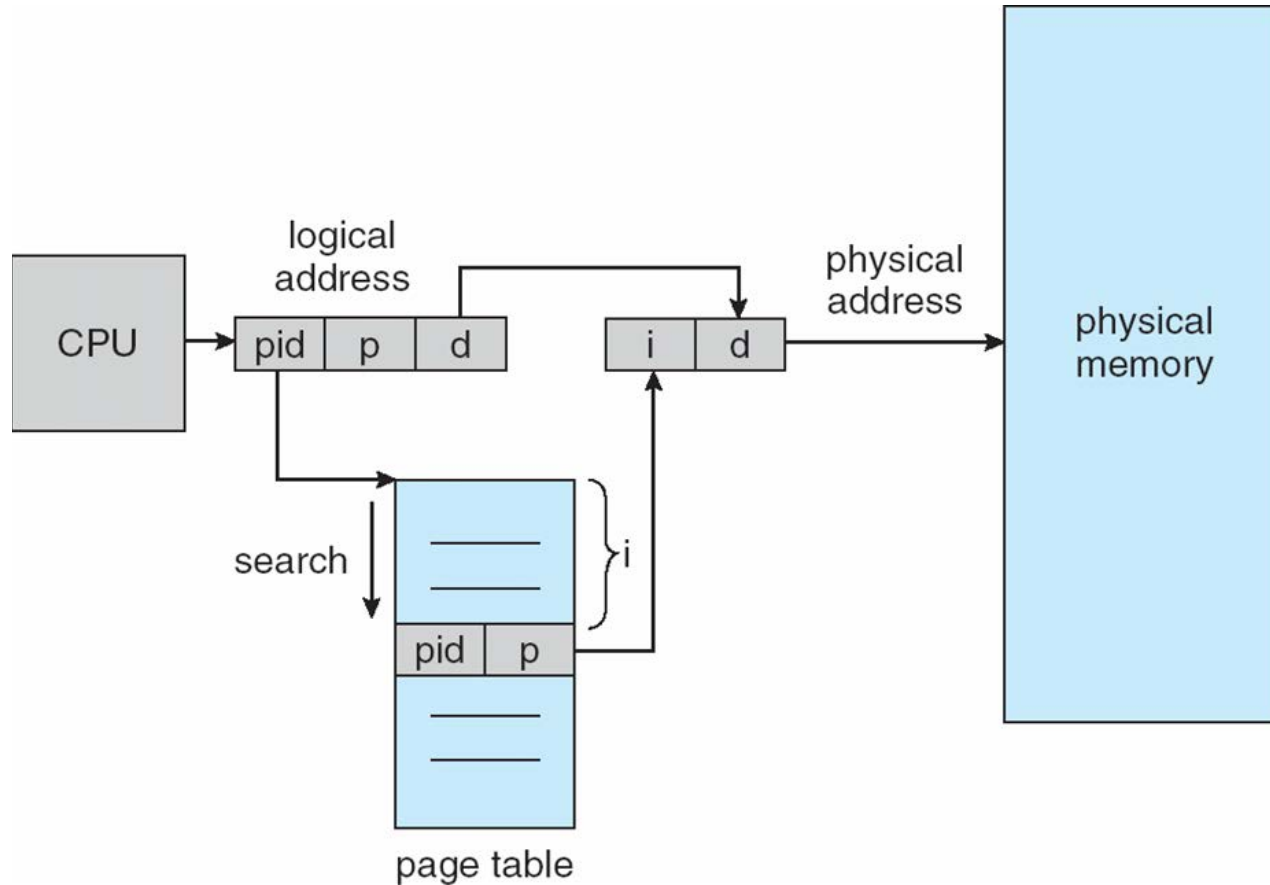 logical
address
physical
address
CPU
pid p d
i d
physical
memory
search
i
pid p
page table